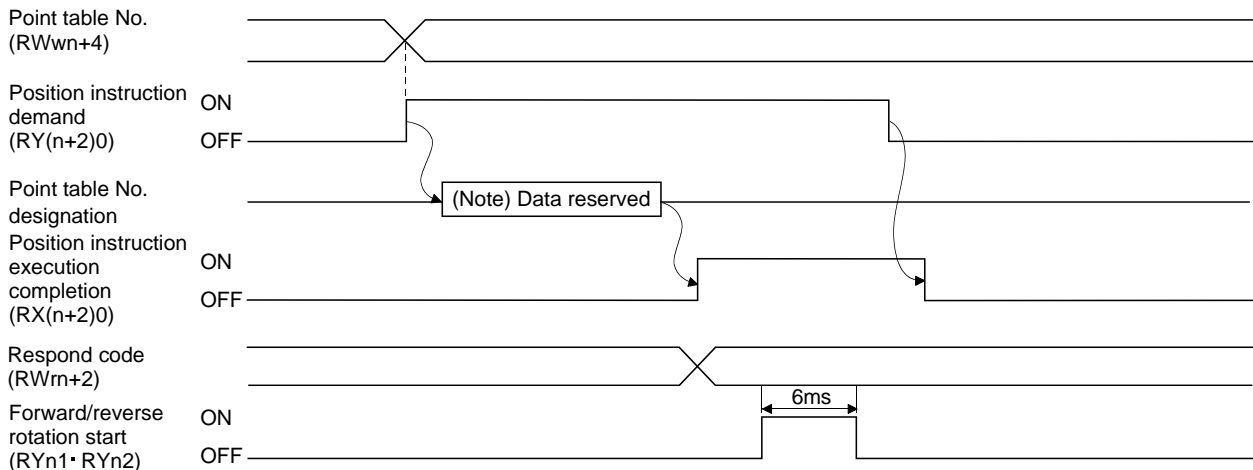 Point table No.
(RWwn+4)
Position instruction
demand
(RY(n+2)0)
ON
OFF
Point table No.
designation
(Note) Data reserved
Position instruction
execution
completion
(RX(n+2)0)
ON
OFF
Respond code
(RWrn+2)
6ms
Forward/reverse
rotation start
(RYn1･RYn2)
ON
OFF